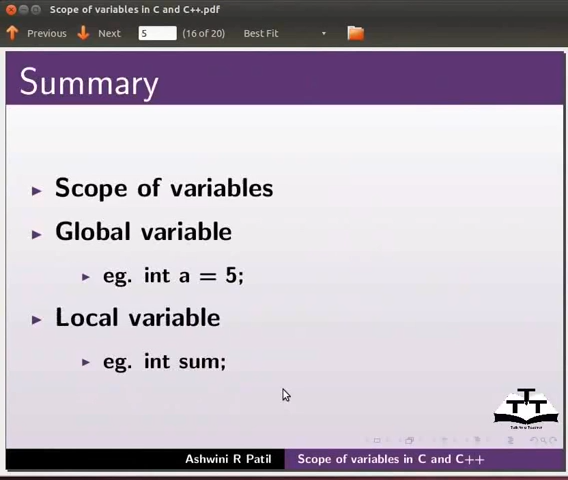 Scope of variables in C and C++.pdf
Previous Next 5 (16 of 20) Best Fit
Summary
Scope of variables
Global variable
eg. int a = 5;
Local variable
eg. int sum;
TTT
Ashwini R Patil Scope of variables in C and C++